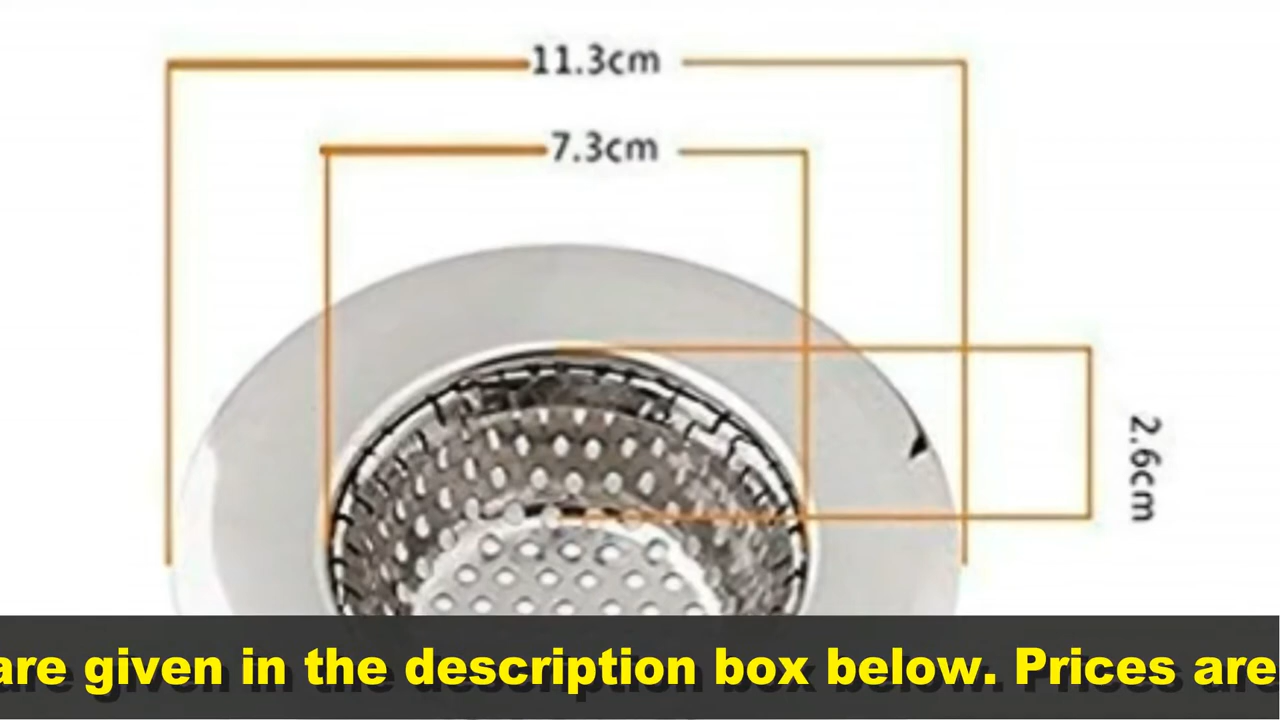 11.3cm
7.3cm
2.6cm
are given in the description box below. Prices are